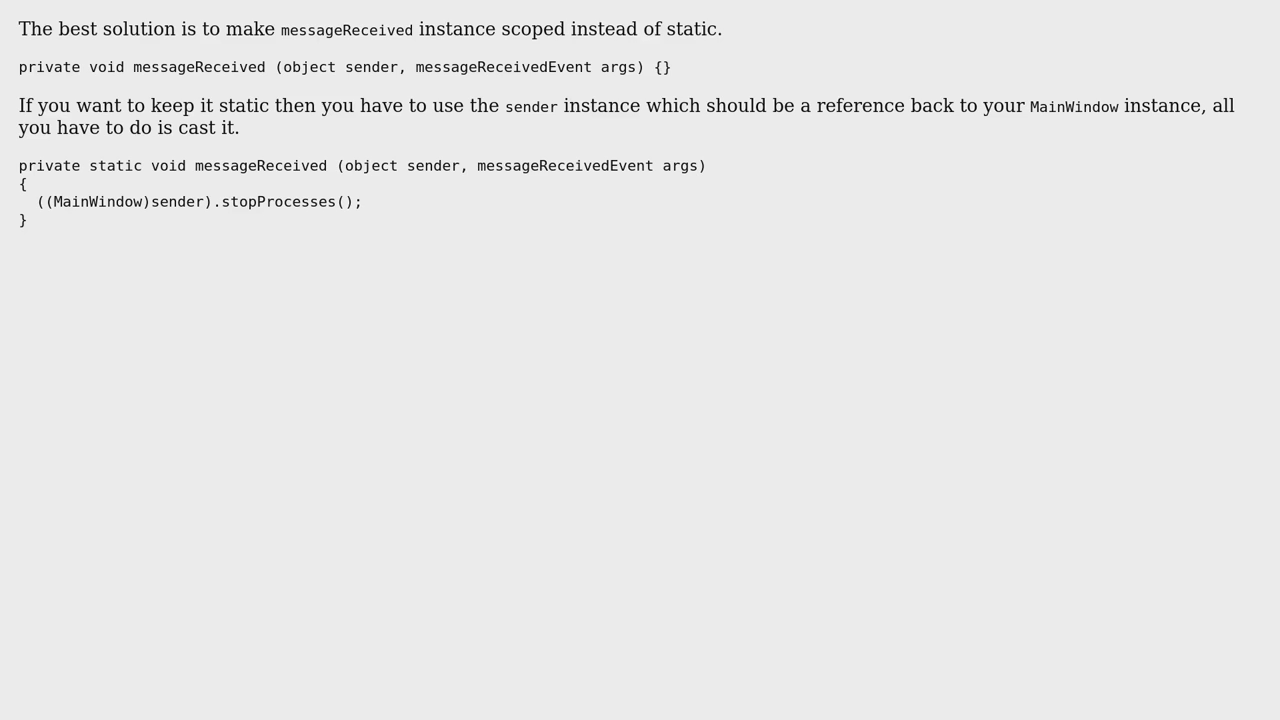 The best solution is to make messageReceived instance scoped instead of static.
private void messageReceived (object sender, messageReceivedEvent args) {}
If you want to keep it static then you have to use the sender instance which should be a reference back to your MainWindow instance, all
you have to do is cast it.
private static void messageReceived (object sender, messageReceivedEvent args)
{
  ((MainWindow)sender).stopProcesses();
}